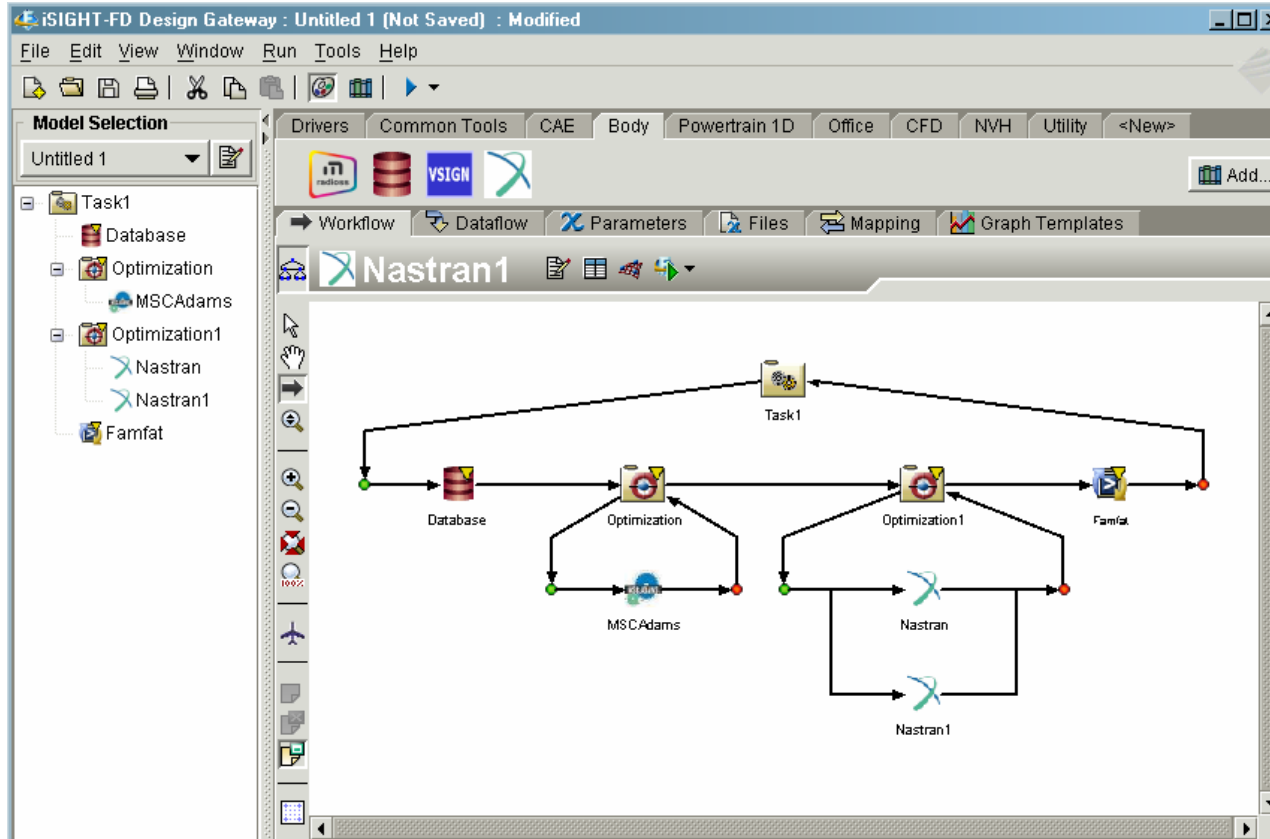 iSIGHT-FD Design Gateway : Untitled 1 (Not Saved) : Modified
File Edit View Window Run Tools Help
Model Selection
Untitled 1
Task1
Database
Optimization
MSCAdams
Optimization1
Nastran
Nastran1
Famfat
Drivers Common Tools CAE Body Powertrain 1D Office CFD NVH Utility <New>
radioss VSIGN Add...
Workflow Dataflow Parameters Files Mapping Graph Templates
Nastran1
100%
Task1
Database Optimization Optimization1 Famfat
MSCAdams Nastran
Nastran1